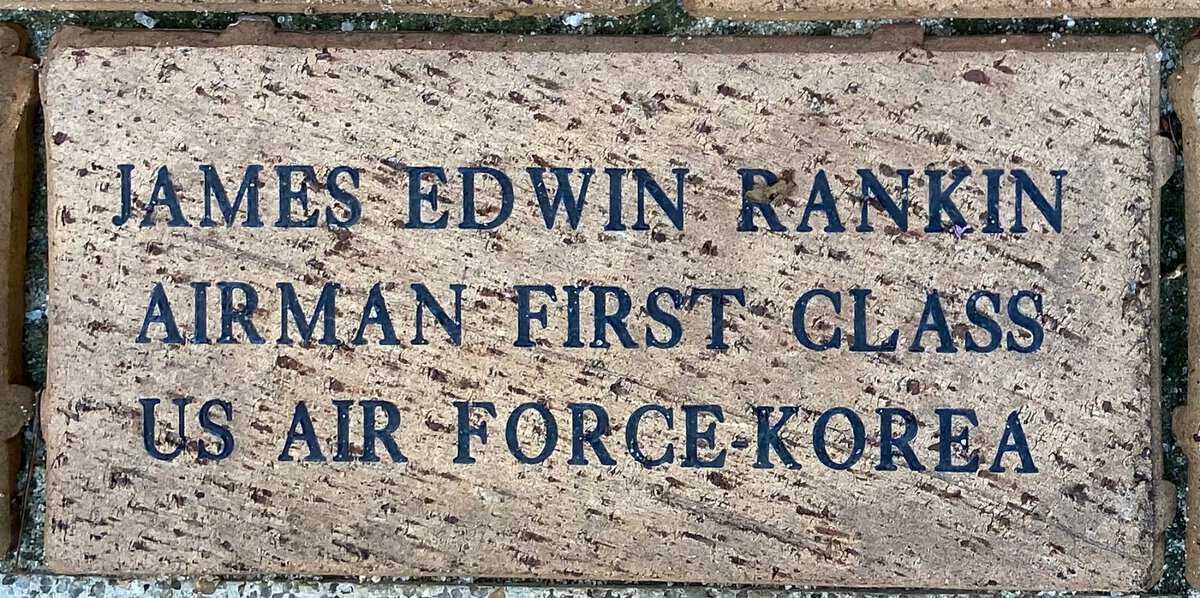 JAMES EDWIN RANKIN
AIRMAN FIRST CLASS
US AIR FORCE-KOREA